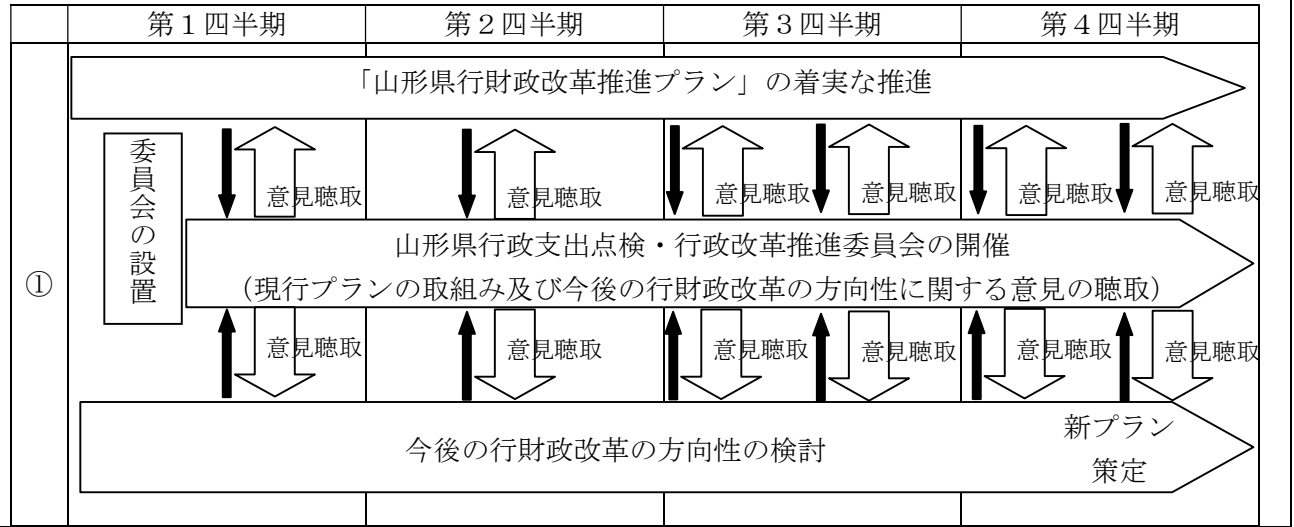 第１四半期 第２四半期 第３四半期 第４四半期
「山形県行財政改革推進プラン」の着実な推進
委員会の設置
意見聴取 意見聴取 意見聴取 意見聴取 意見聴取 意見聴取
①
山形県行政支出点検・行政改革推進委員会の開催
（現行プランの取組み及び今後の行財政改革の方向性に関する意見の聴取）
意見聴取 意見聴取 意見聴取 意見聴取 意見聴取 意見聴取
今後の行財政改革の方向性の検討
新プラン
策定